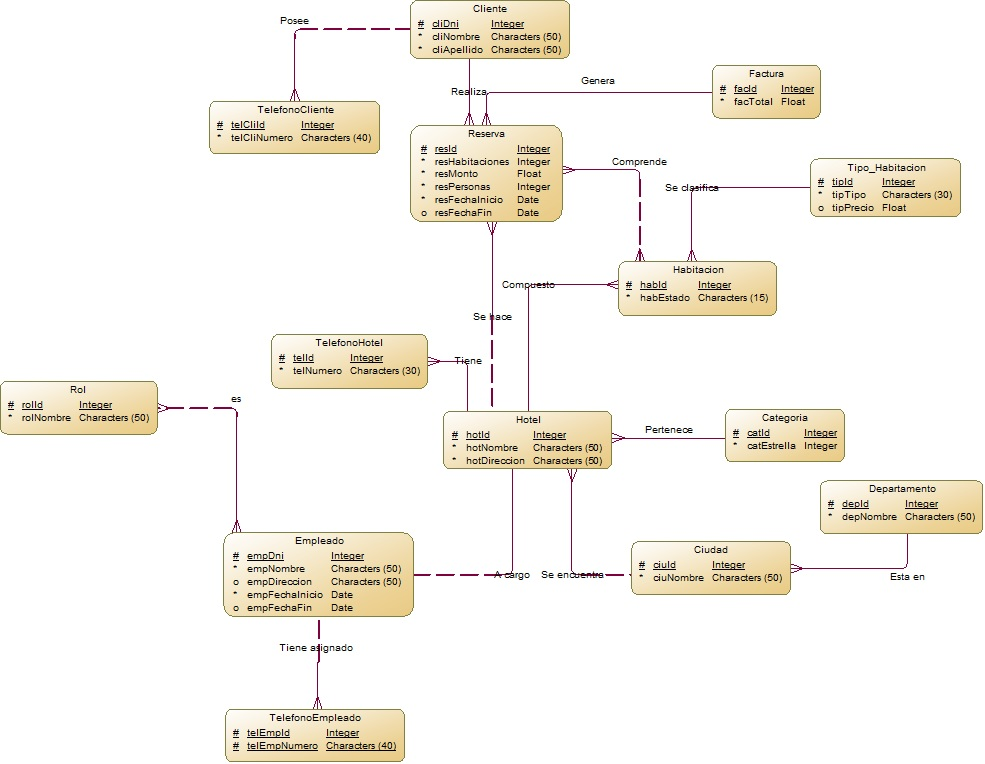 Cliente
# cliDni Integer
* cliNombre Characters (50)
* cliApellido Characters (50)
Posee
TelefonoCliente
# telCliId Integer
* telCliNumero Characters (40)
Realiza
Genera
Factura
# facId Integer
* facTotal Float
Reserva
# resId Integer
* resHabitaciones Integer
* resMonto Float
* resPersonas Integer
* resFechaInicio Date
o resFechaFin Date
Comprende
Se clasifica
Tipo_Habitacion
# tipId Integer
* tipTipo Characters (30)
o tipPrecio Float
Habitacion
# habId Integer
* habEstado Characters (15)
Compuesto
Se hace
TelefonoHotel
# telId Integer
* telNumero Characters (30)
Tiene
Rol
# rolId Integer
* rolNombre Characters (50)
es
Hotel
# hotId Integer
* hotNombre Characters (50)
* hotDireccion Characters (50)
Pertenece
Categoria
# catId Integer
* catEstrella Integer
Departamento
# depId Integer
* depNombre Characters (50)
Empleado
# empDni Integer
* empNombre Characters (50)
o empDireccion Characters (50)
* empFechaInicio Date
o empFechaFin Date
A cargo
Se encuentra
Ciudad
# ciuId Integer
* ciuNombre Characters (50)
Esta en
Tiene asignado
TelefonoEmpleado
# telEmpId Integer
# telEmpNumero Characters (40)